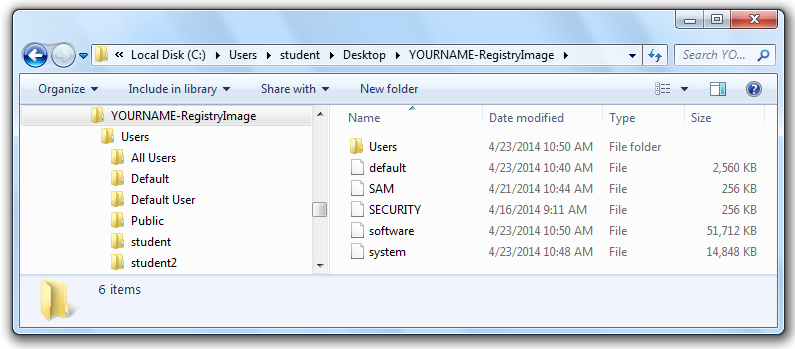 « Local Disk (C:) ▸ Users ▸ student ▸ Desktop ▸ YOURNAME-RegistryImage ▸ Search YO...
Organize ▼ Include in library ▼ Share with ▼ New folder
YOURNAME-RegistryImage
Users
All Users
Default
Default User
Public
student
student2
Name Date modified Type Size
Users 4/23/2014 10:50 AM File folder
default 4/23/2014 10:40 AM File 2,560 KB
SAM 4/21/2014 10:44 AM File 256 KB
SECURITY 4/16/2014 9:11 AM File 256 KB
software 4/23/2014 10:50 AM File 51,712 KB
system 4/23/2014 10:48 AM File 14,848 KB
6 items